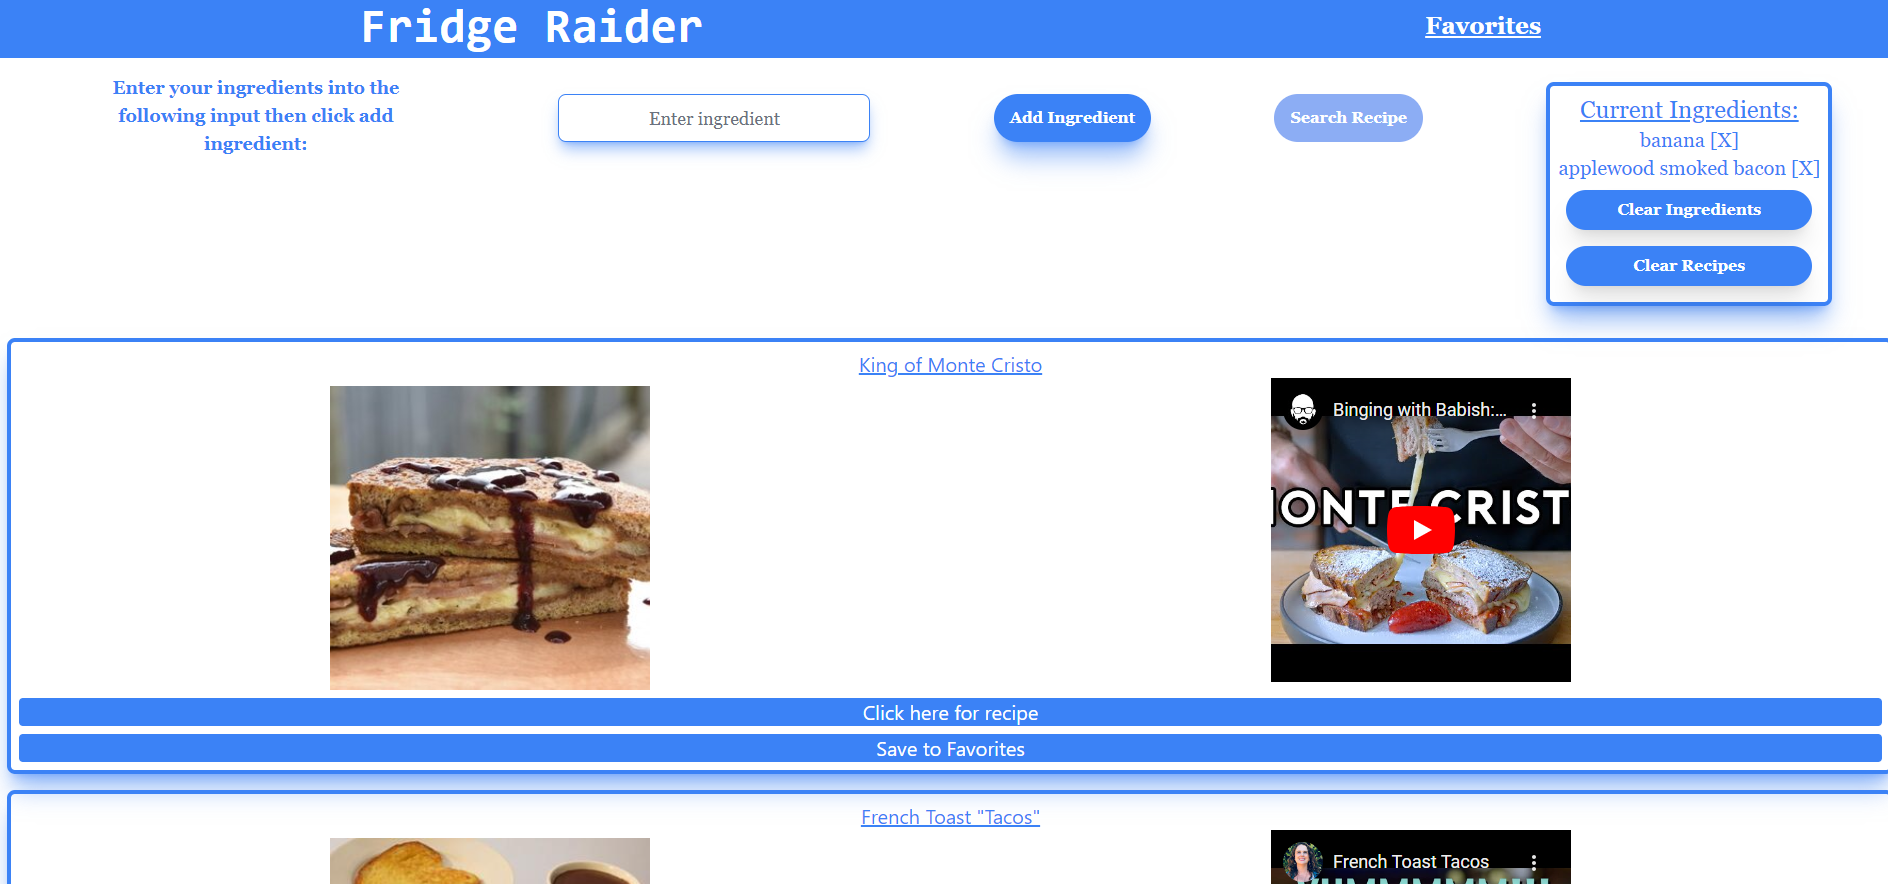 Fridge Raider
Favorites
Enter your ingredients into the
following input then click add
ingredient:
Enter ingredient
Add Ingredient
Search Recipe
Current Ingredients:
banana [X]
applewood smoked bacon [X]
Clear Ingredients
Clear Recipes
King of Monte Cristo
Binging with Babish:...
MONTE CRIST
Click here for recipe
Save to Favorites
French Toast "Tacos"
French Toast Tacos